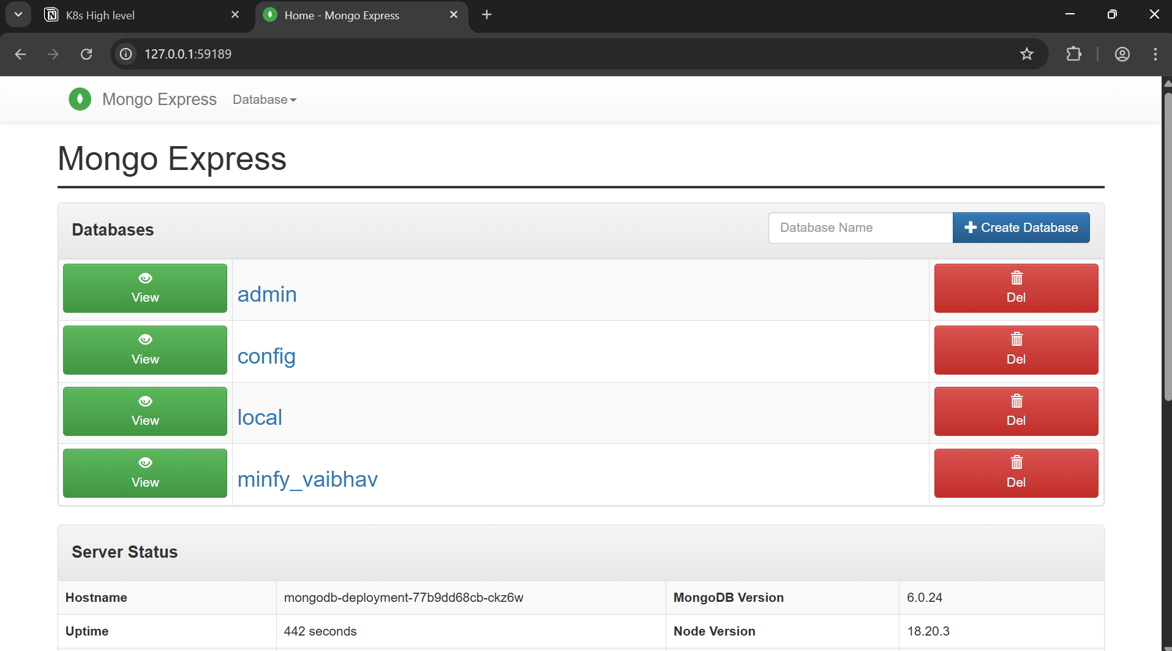 K8s High level
Home - Mongo Express
127.0.0.1:59189
Mongo Express
Database
Mongo Express
Databases
Database Name
Create Database
View
admin
Del
View
config
Del
View
local
Del
View
minfy_vaibhav
Del
Server Status
Hostname
mongodb-deployment-77b9dd68cb-ckz6w
MongoDB Version
6.0.24
Uptime
442 seconds
Node Version
18.20.3